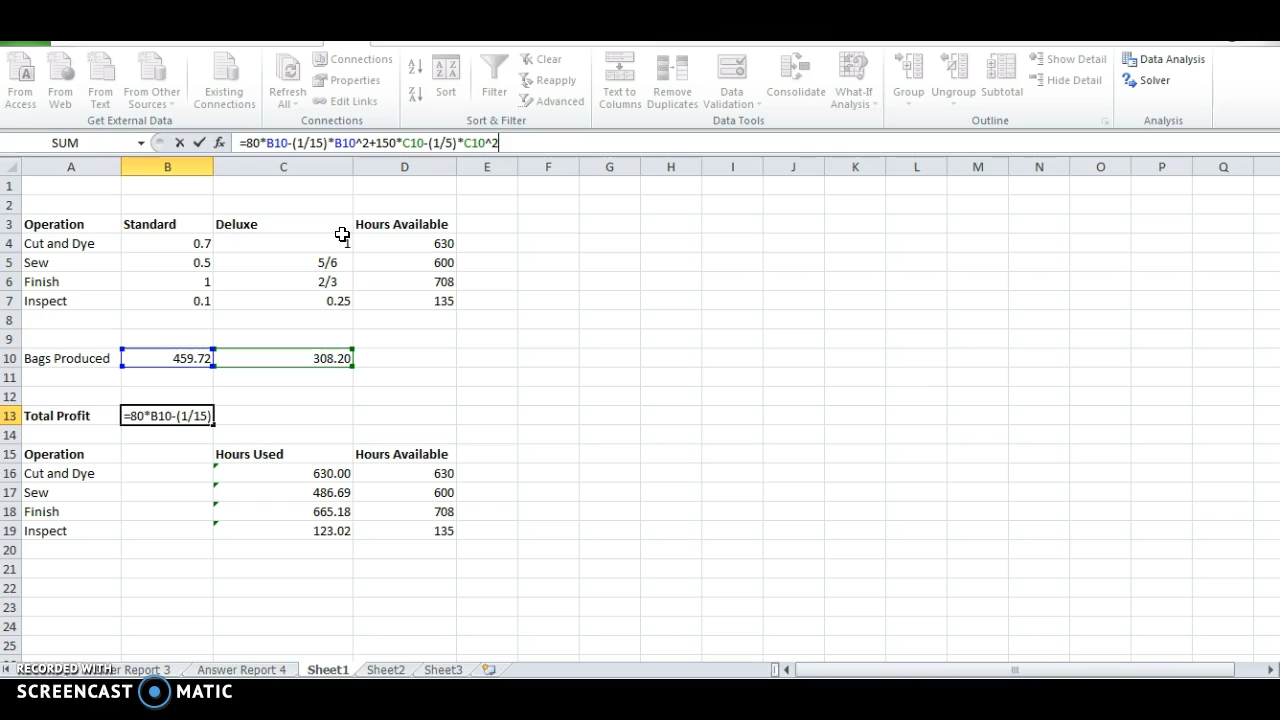 Connections
Properties
Edit Links
Clear
Reapply
Advanced
Show Detail
Hide Detail
Data Analysis
Solver
From Access
From Web
From Text
From Other Sources
Existing Connections
Refresh All
Sort
Filter
Text to Columns
Remove Duplicates
Data Validation
Consolidate
What-If Analysis
Group
Ungroup
Subtotal
Get External Data
Connections
Sort & Filter
Data Tools
Outline
Analysis
SUM fx =80*B10-(1/15)*B10^2+150*C10-(1/5)*C10^2
A B C D E F G H I J K L M N O P Q
1
2
3 Operation Standard Deluxe Hours Available
4 Cut and Dye 0.7 1 630
5 Sew 0.5 5/6 600
6 Finish 1 2/3 708
7 Inspect 0.1 0.25 135
8
9
10 Bags Produced 459.72 308.20
11
12
13 Total Profit =80*B10-(1/15)
14
15 Operation Hours Used Hours Available
16 Cut and Dye 630.00 630
17 Sew 486.69 600
18 Finish 665.18 708
19 Inspect 123.02 135
20
21
22
23
24
25
RECORDED WITH
er Report 3 Answer Report 4 Sheet1 Sheet2 Sheet3
SCREENCAST MATIC